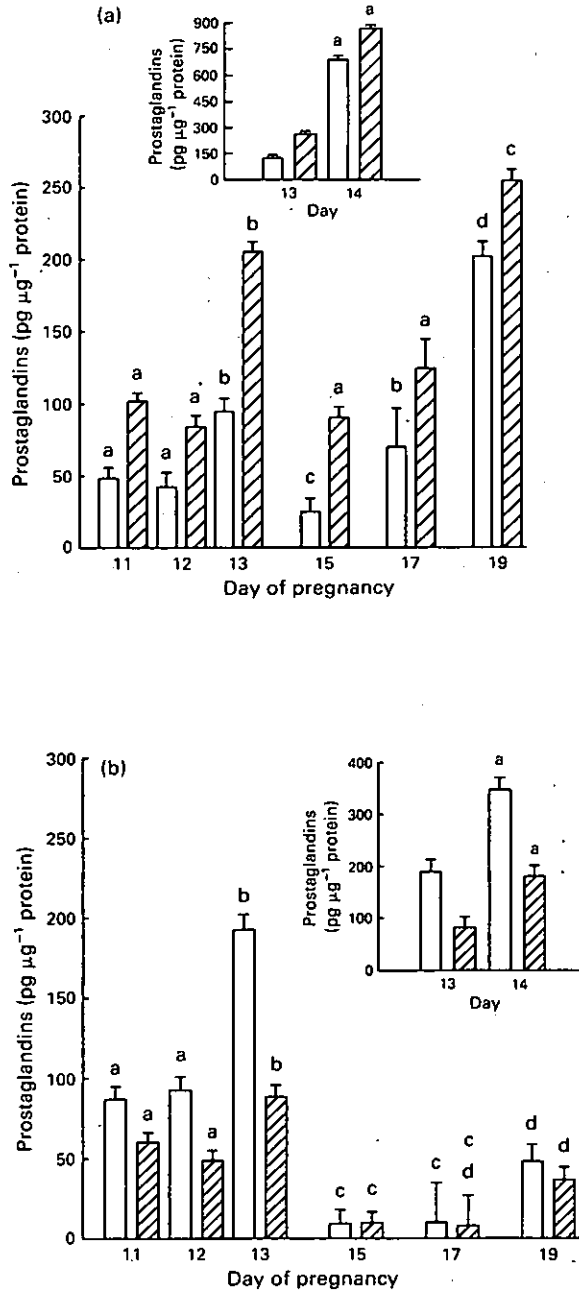 (a)
Prostaglandins
(pg μg⁻¹ protein)
900
750
600
450
300
150
0
a
a
13
14
Day
Prostaglandins (pg μg⁻¹ protein)
300
250
200
150
100
50
0
a
a
a
a
b
b
c
a
b
a
d
c
11
12
13
15
17
19
Day of pregnancy
(b)
Prostaglandins
(pg μg⁻¹ protein)
400
300
200
100
0
a
a
13
14
Day
Prostaglandins (pg μg⁻¹ protein)
300
250
200
150
100
50
0
a
a
a
a
b
b
c
c
c
c
d
d
d
11
12
13
15
17
19
Day of pregnancy